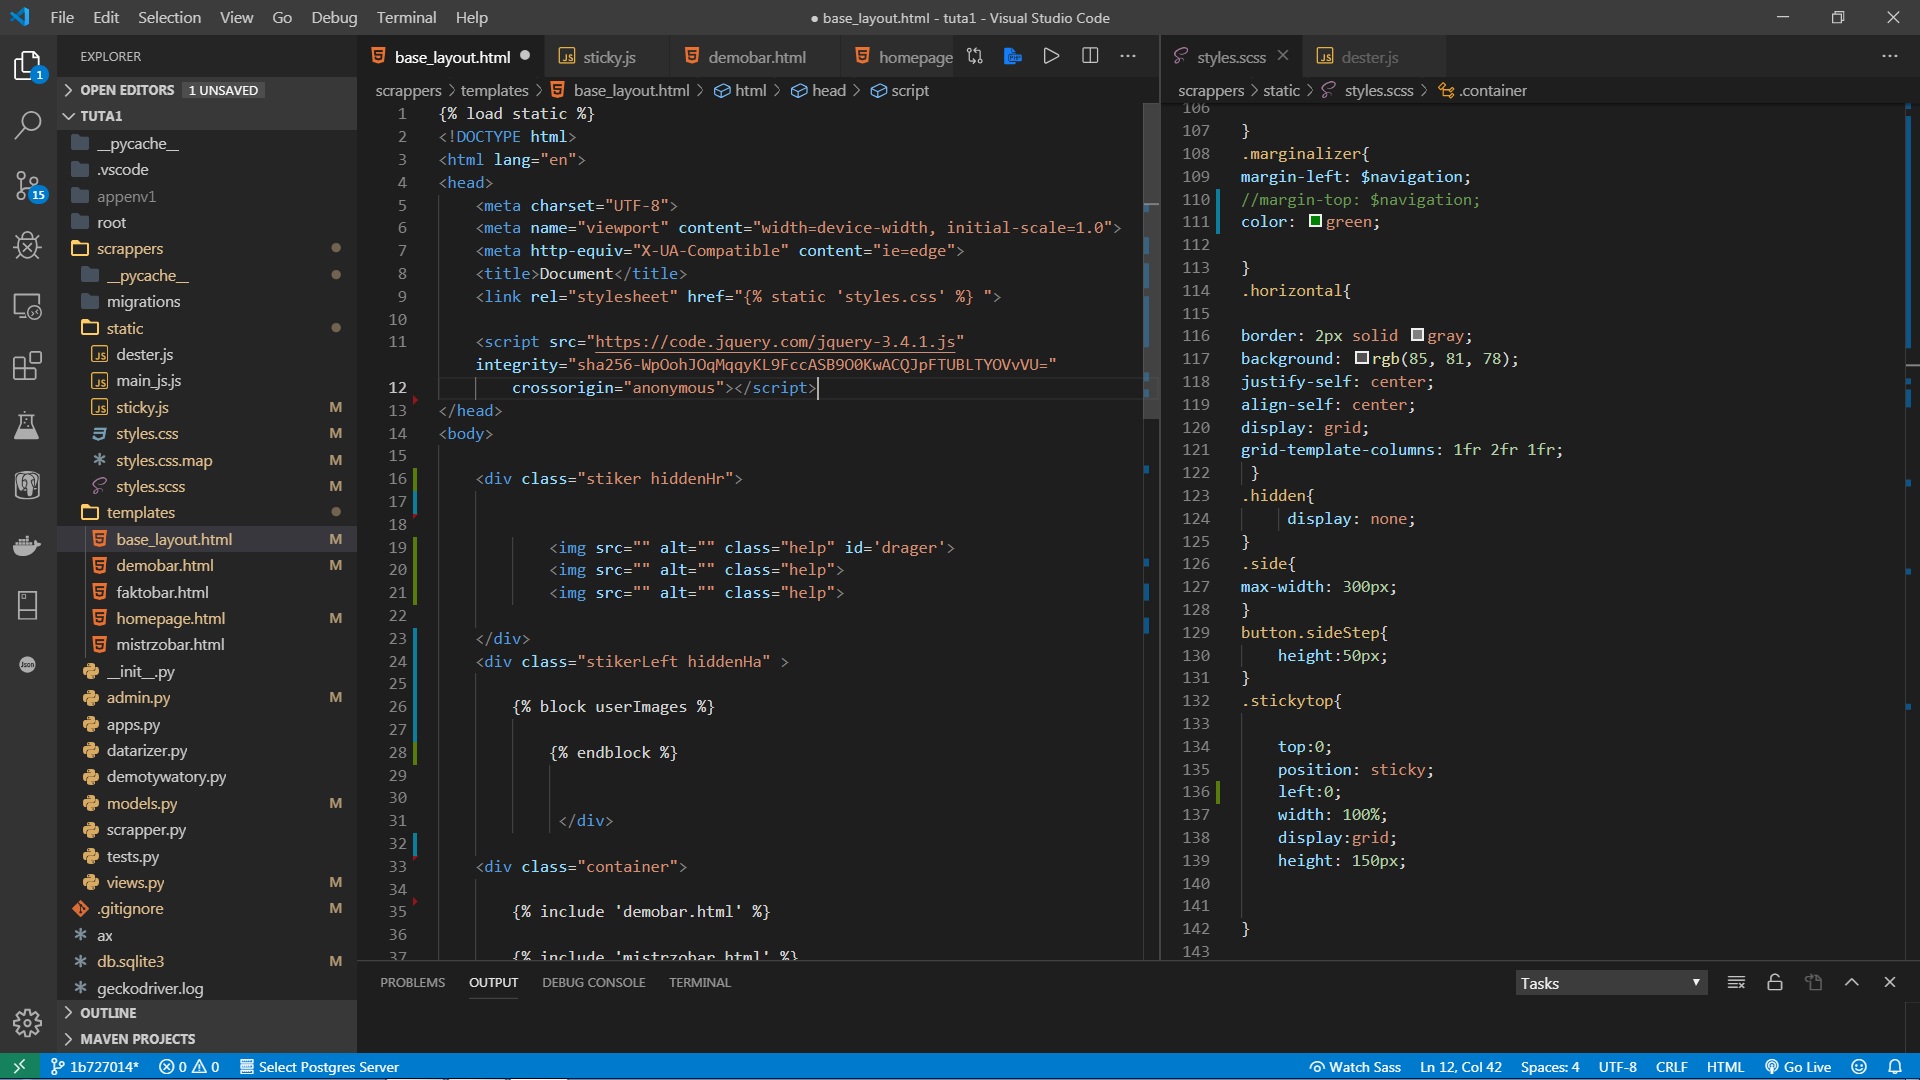 File Edit Selection View Go Debug Terminal Help
● base_layout.html - tuta1 - Visual Studio Code
1
15
Json
EXPLORER
OPEN EDITORS 1 UNSAVED
TUTA1
__pycache__
.vscode
appenv1
root
scrappers
__pycache__
migrations
static
dester.js
main_js.js
sticky.js M
styles.css M
styles.css.map M
styles.scss M
templates
base_layout.html M
demobar.html M
faktobar.html
homepage.html M
mistrzobar.html
__init__.py
admin.py M
apps.py
datarizer.py
demotywatory.py
models.py M
scrapper.py
tests.py
views.py M
.gitignore M
ax
db.sqlite3 M
geckodriver.log
OUTLINE
MAVEN PROJECTS
base_layout.html sticky.js demobar.html homepage
scrappers > templates > base_layout.html > html > head > script
1 {% load static %}
2 <!DOCTYPE html>
3 <html lang="en">
4 <head>
5 <meta charset="UTF-8">
6 <meta name="viewport" content="width=device-width, initial-scale=1.0">
7 <meta http-equiv="X-UA-Compatible" content="ie=edge">
8 <title>Document</title>
9 <link rel="stylesheet" href="{% static 'styles.css' %} ">
10
11 <script src="https://code.jquery.com/jquery-3.4.1.js"
integrity="sha256-WpOohJOqMqqyKL9FccASB9O0KwACQJpFTUBLTYOVvVU="
12 crossorigin="anonymous"></script>
13 </head>
14 <body>
15
16 <div class="stiker hiddenHr">
17
18
19 <img src="" alt="" class="help" id='drager'>
20 <img src="" alt="" class="help">
21 <img src="" alt="" class="help">
22
23 </div>
24 <div class="stikerLeft hiddenHa" >
25
26 {% block userImages %}
27
28 {% endblock %}
29
30
31 </div>
32
33 <div class="container">
34
35 {% include 'demobar.html' %}
36
37 {% include 'mistrzobar.html' %}
styles.scss dester.js
scrappers > static > styles.scss > .container
106
107 }
108 .marginalizer{
109 margin-left: $navigation;
110 //margin-top: $navigation;
111 color: green;
112
113 }
114 .horizontal{
115
116 border: 2px solid gray;
117 background: rgb(85, 81, 78);
118 justify-self: center;
119 align-self: center;
120 display: grid;
121 grid-template-columns: 1fr 2fr 1fr;
122 }
123 .hidden{
124 display: none;
125 }
126 .side{
127 max-width: 300px;
128 }
129 button.sideStep{
130 height:50px;
131 }
132 .stickytop{
133
134 top:0;
135 position: sticky;
136 left:0;
137 width: 100%;
138 display:grid;
139 height: 150px;
140
141
142 }
143
PROBLEMS OUTPUT DEBUG CONSOLE TERMINAL
Tasks
1b727014* 0 0 Select Postgres Server
Watch Sass Ln 12, Col 42 Spaces: 4 UTF-8 CRLF HTML Go Live